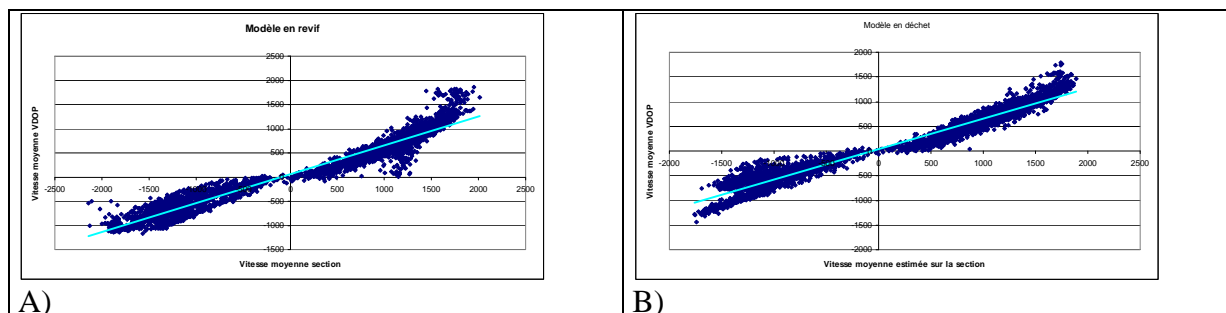 Modèle en revif
2500
2000
1500
1000
500
0
-500
-1000
-1500
-2500 -2000 -1500 -1000 -500 0 500 1000 1500 2000 2500
Vitesse moyenne section
Vitesse moyenne VDOP
A)
Modèle en déchet
2000
1500
1000
500
0
-500
-1000
-1500
-2000
-2000 -1500 -1000 -500 0 500 1000 1500 2000 2500
Vitesse moyenne estimée sur la section
Vitesse moyenne VDOP
B)